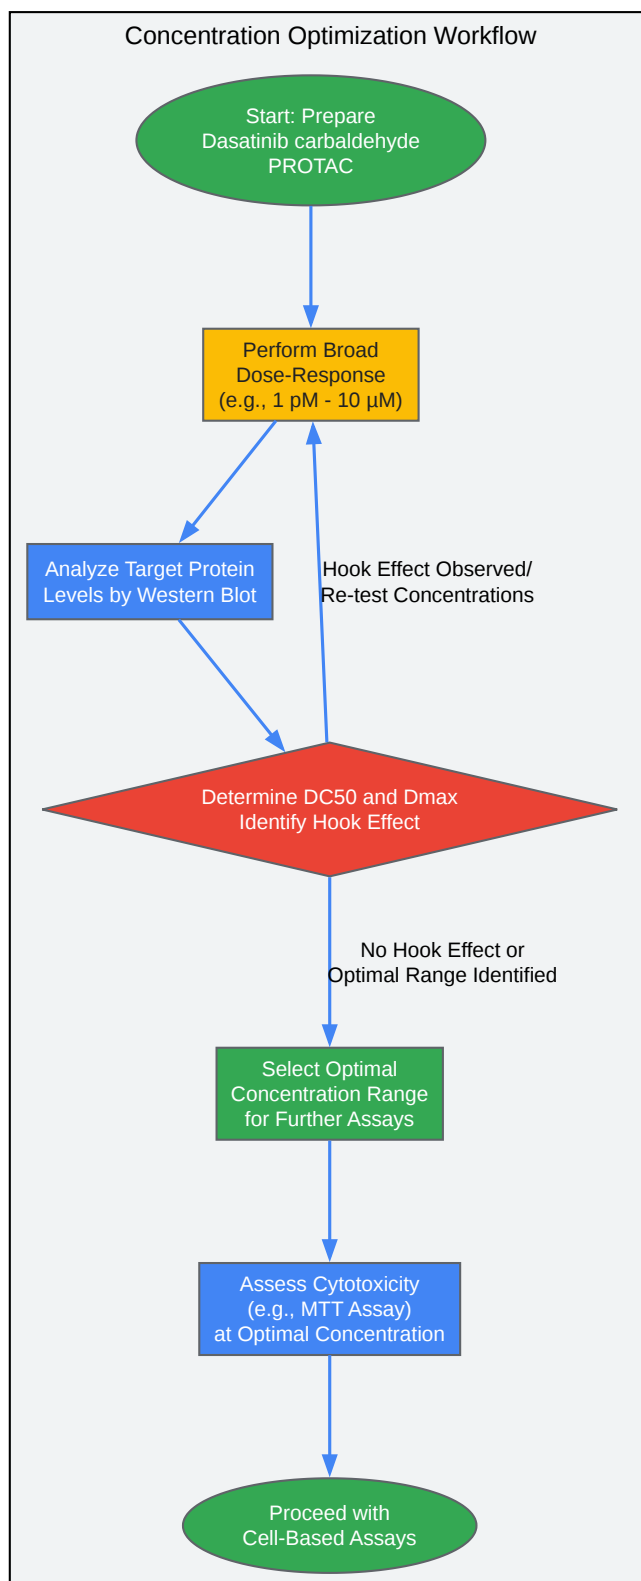 Concentration Optimization Workflow
Start: Prepare
Dasatinib carbaldehyde
PROTAC
Perform Broad
Dose-Response
(e.g., 1 pM - 10 µM)
Analyze Target Protein
Levels by Western Blot
Hook Effect Observed/
Re-test Concentrations
Determine DC50 and Dmax
Identify Hook Effect
No Hook Effect or
Optimal Range Identified
Select Optimal
Concentration Range
for Further Assays
Assess Cytotoxicity
(e.g., MTT Assay)
at Optimal Concentration
Proceed with
Cell-Based Assays